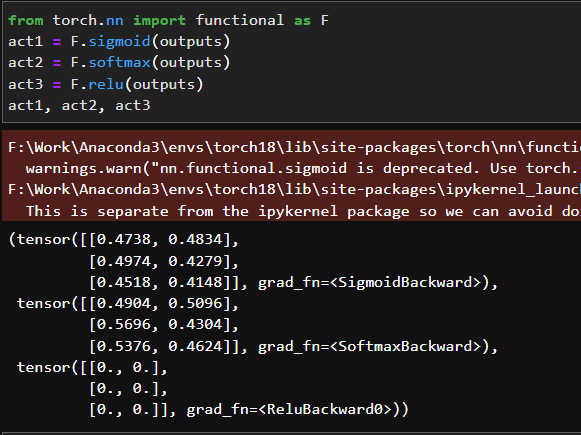 from torch.nn import functional as F
act1 = F.sigmoid(outputs)
act2 = F.softmax(outputs)
act3 = F.relu(outputs)
act1, act2, act3
F:\Work\Anaconda3\envs\torch18\lib\site-packages\torch\nn\functi
warnings.warn("nn.functional.sigmoid is deprecated. Use torch.
F:\Work\Anaconda3\envs\torch18\lib\site-packages\ipykernel_launc
This is separate from the ipykernel package so we can avoid doi
(tensor([[0.4738, 0.4834],
[0.4974, 0.4279],
[0.4518, 0.4148]], grad_fn=<SigmoidBackward>),
tensor([[0.4904, 0.5096],
[0.5696, 0.4304],
[0.5376, 0.4624]], grad_fn=<SoftmaxBackward>),
tensor([[0., 0.],
[0., 0.],
[0., 0.]], grad_fn=<ReluBackward0>))